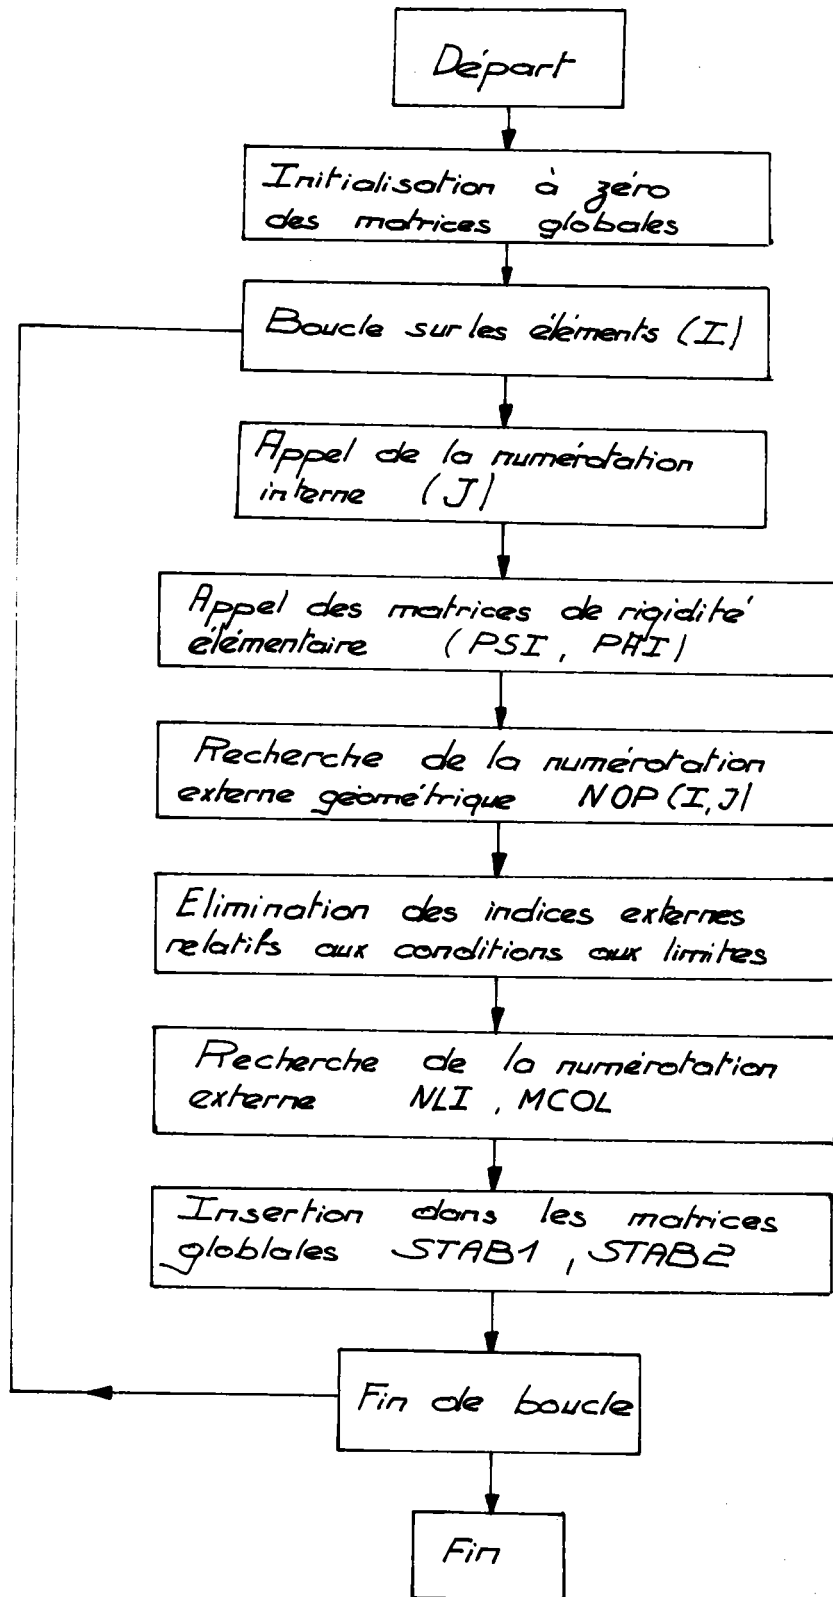 Départ
Initialisation à zéro
des matrices globales
Boucle sur les éléments (I)
Appel de la numérotation
interne (J)
Appel des matrices de rigidité
élémentaire (PSI, PHI)
Recherche de la numérotation
externe géométrique NOP(I,J)
Elimination des indices externes
relatifs aux conditions aux limites
Recherche de la numérotation
externe NLI, MCOL
Insertion dans les matrices
globlales STAB1, STAB2
Fin de boucle
Fin